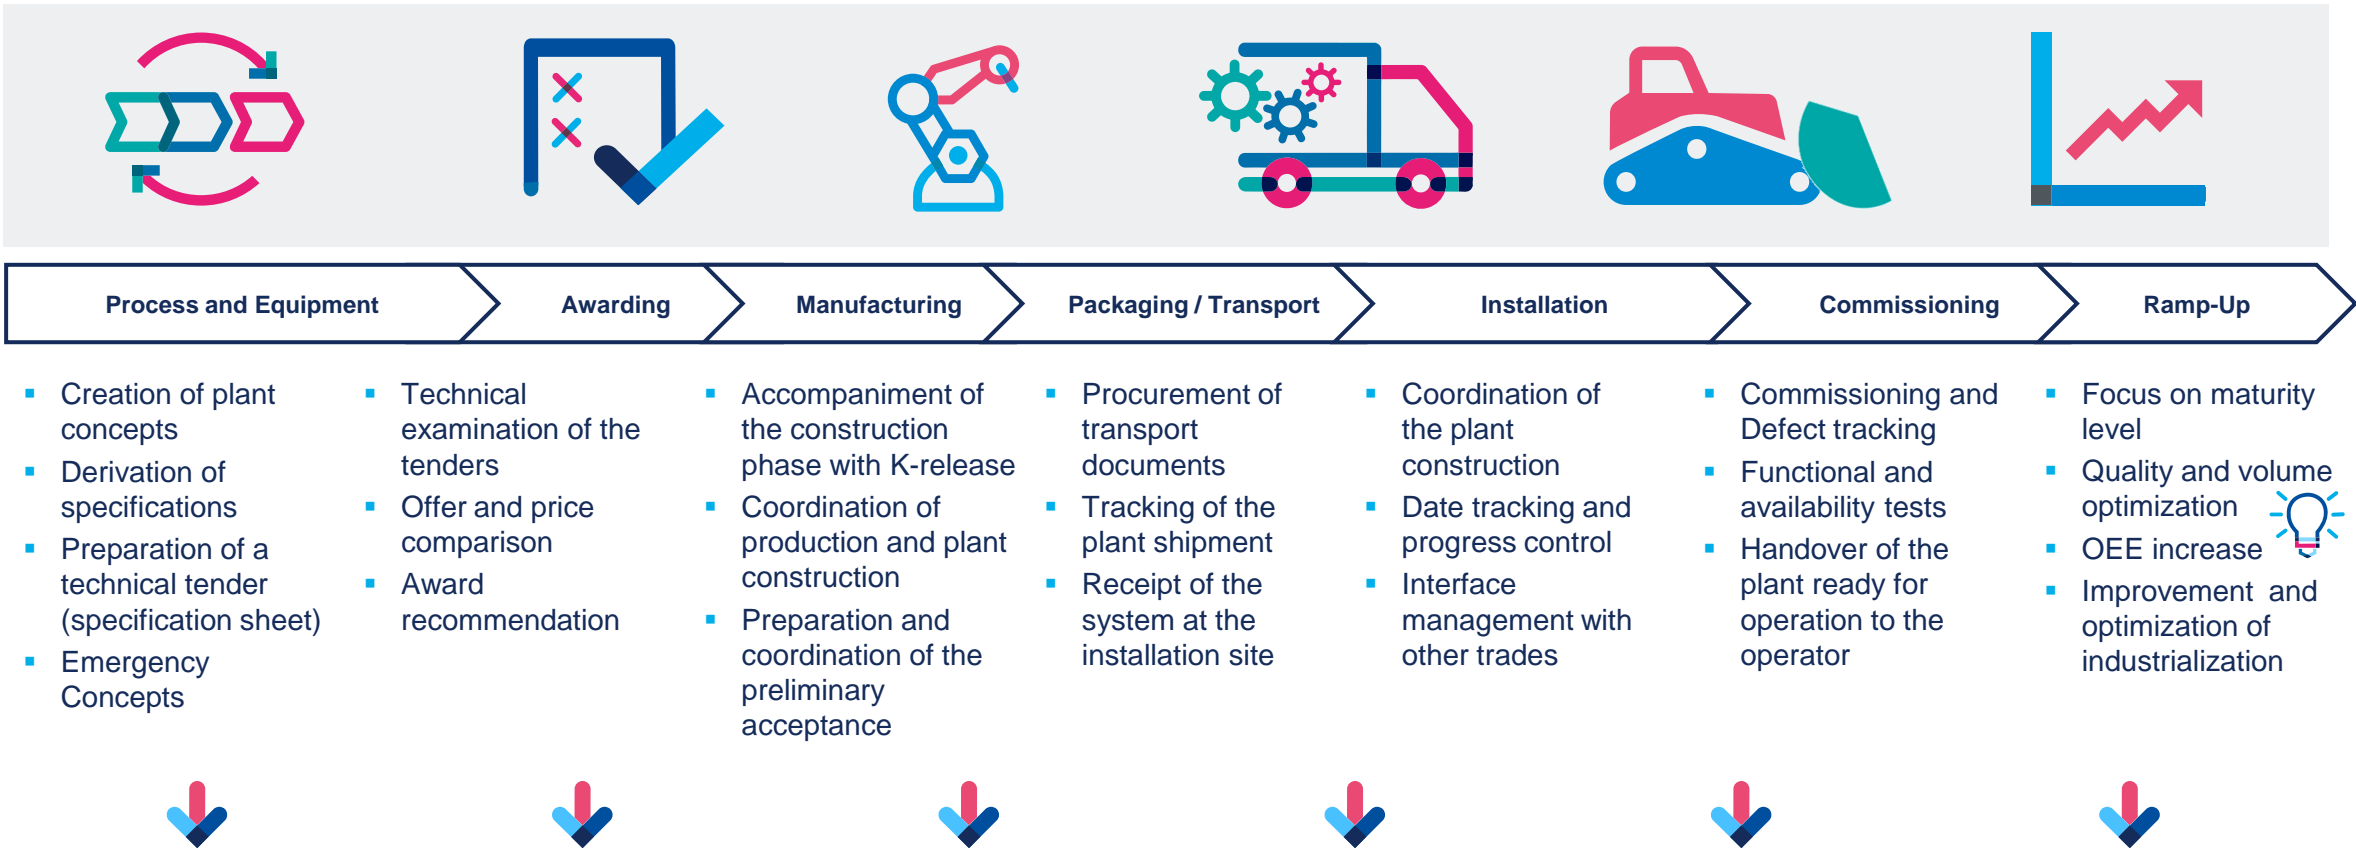 Process and Equipment
Awarding
Manufacturing
Packaging / Transport
Installation
Commissioning
Ramp-Up
Creation of plant
concepts
Derivation of
specifications
Preparation of a
technical tender
(specification sheet)
Emergency
Concepts
Technical
examination of the
tenders
Offer and price
comparison
Award
recommendation
Accompaniment of
the construction
phase with K-release
Coordination of
production and plant
construction
Preparation and
coordination of the
preliminary
acceptance
Procurement of
transport
documents
Tracking of the
plant shipment
Receipt of the
system at the
installation site
Coordination of
the plant
construction
Date tracking and
progress control
Interface
management with
other trades
Commissioning and
Defect tracking
Functional and
availability tests
Handover of the
plant ready for
operation to the
operator
Focus on maturity
level
Quality and volume
optimization
OEE increase
Improvement  and
optimization of
industrialization